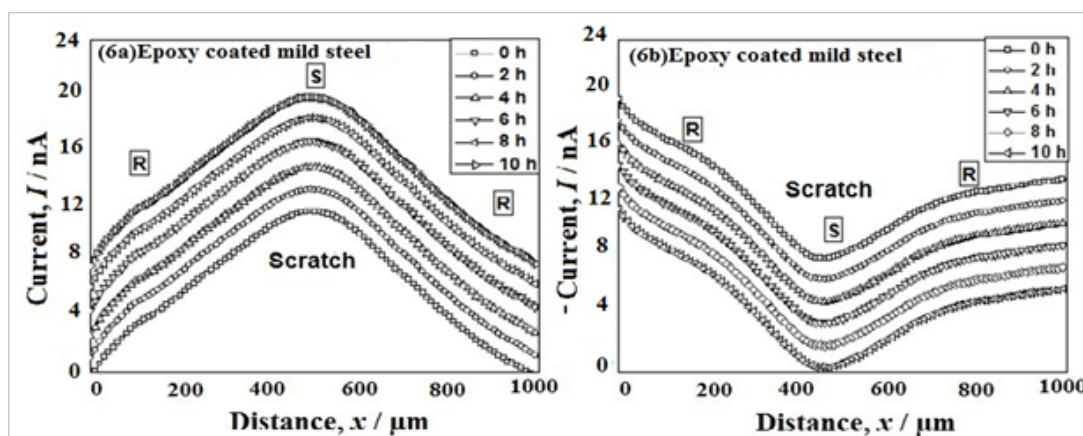 (6a)Epoxy coated mild steel
24
20
16
12
8
4
0
Current, I / nA
0 h
2 h
4 h
6 h
8 h
10 h
S
R
R
Scratch
0 200 400 600 800 1000
Distance, x / µm
(6b)Epoxy coated mild steel
24
20
16
12
8
4
0
- Current, I / nA
0 h
2 h
4 h
6 h
8 h
10 h
R
Scratch
R
S
0 200 400 600 800 1000
Distance, x / µm